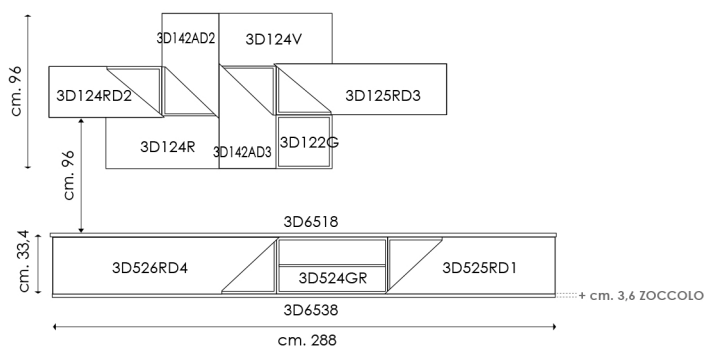 3D142AD2
3D124V
cm. 96
3D124RD2
3D125RD3
3D124R
3D142AD3
3D122G
cm. 96
3D6518
cm. 33,4
3D526RD4
3D524GR
3D525RD1
+ cm. 3,6 ZOCCOLO
3D6538
cm. 288